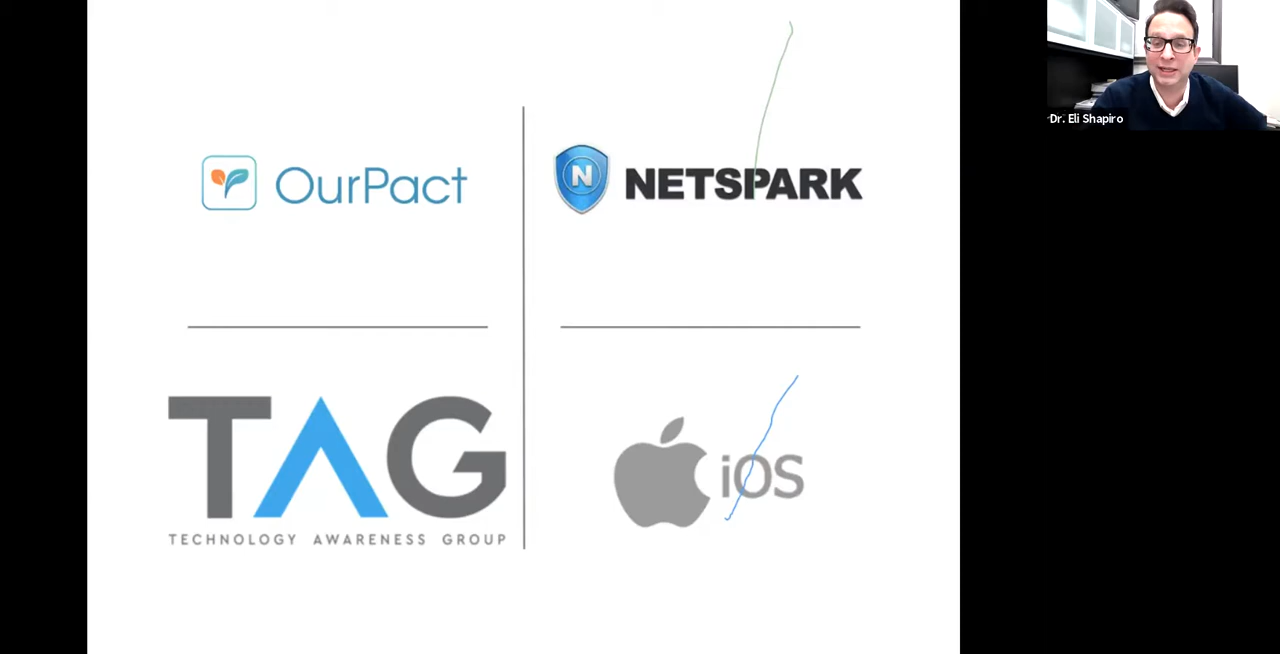 OurPact
N NETSPARK
TAG
TECHNOLOGY AWARENESS GROUP
iOS
Dr. Eli Shapiro